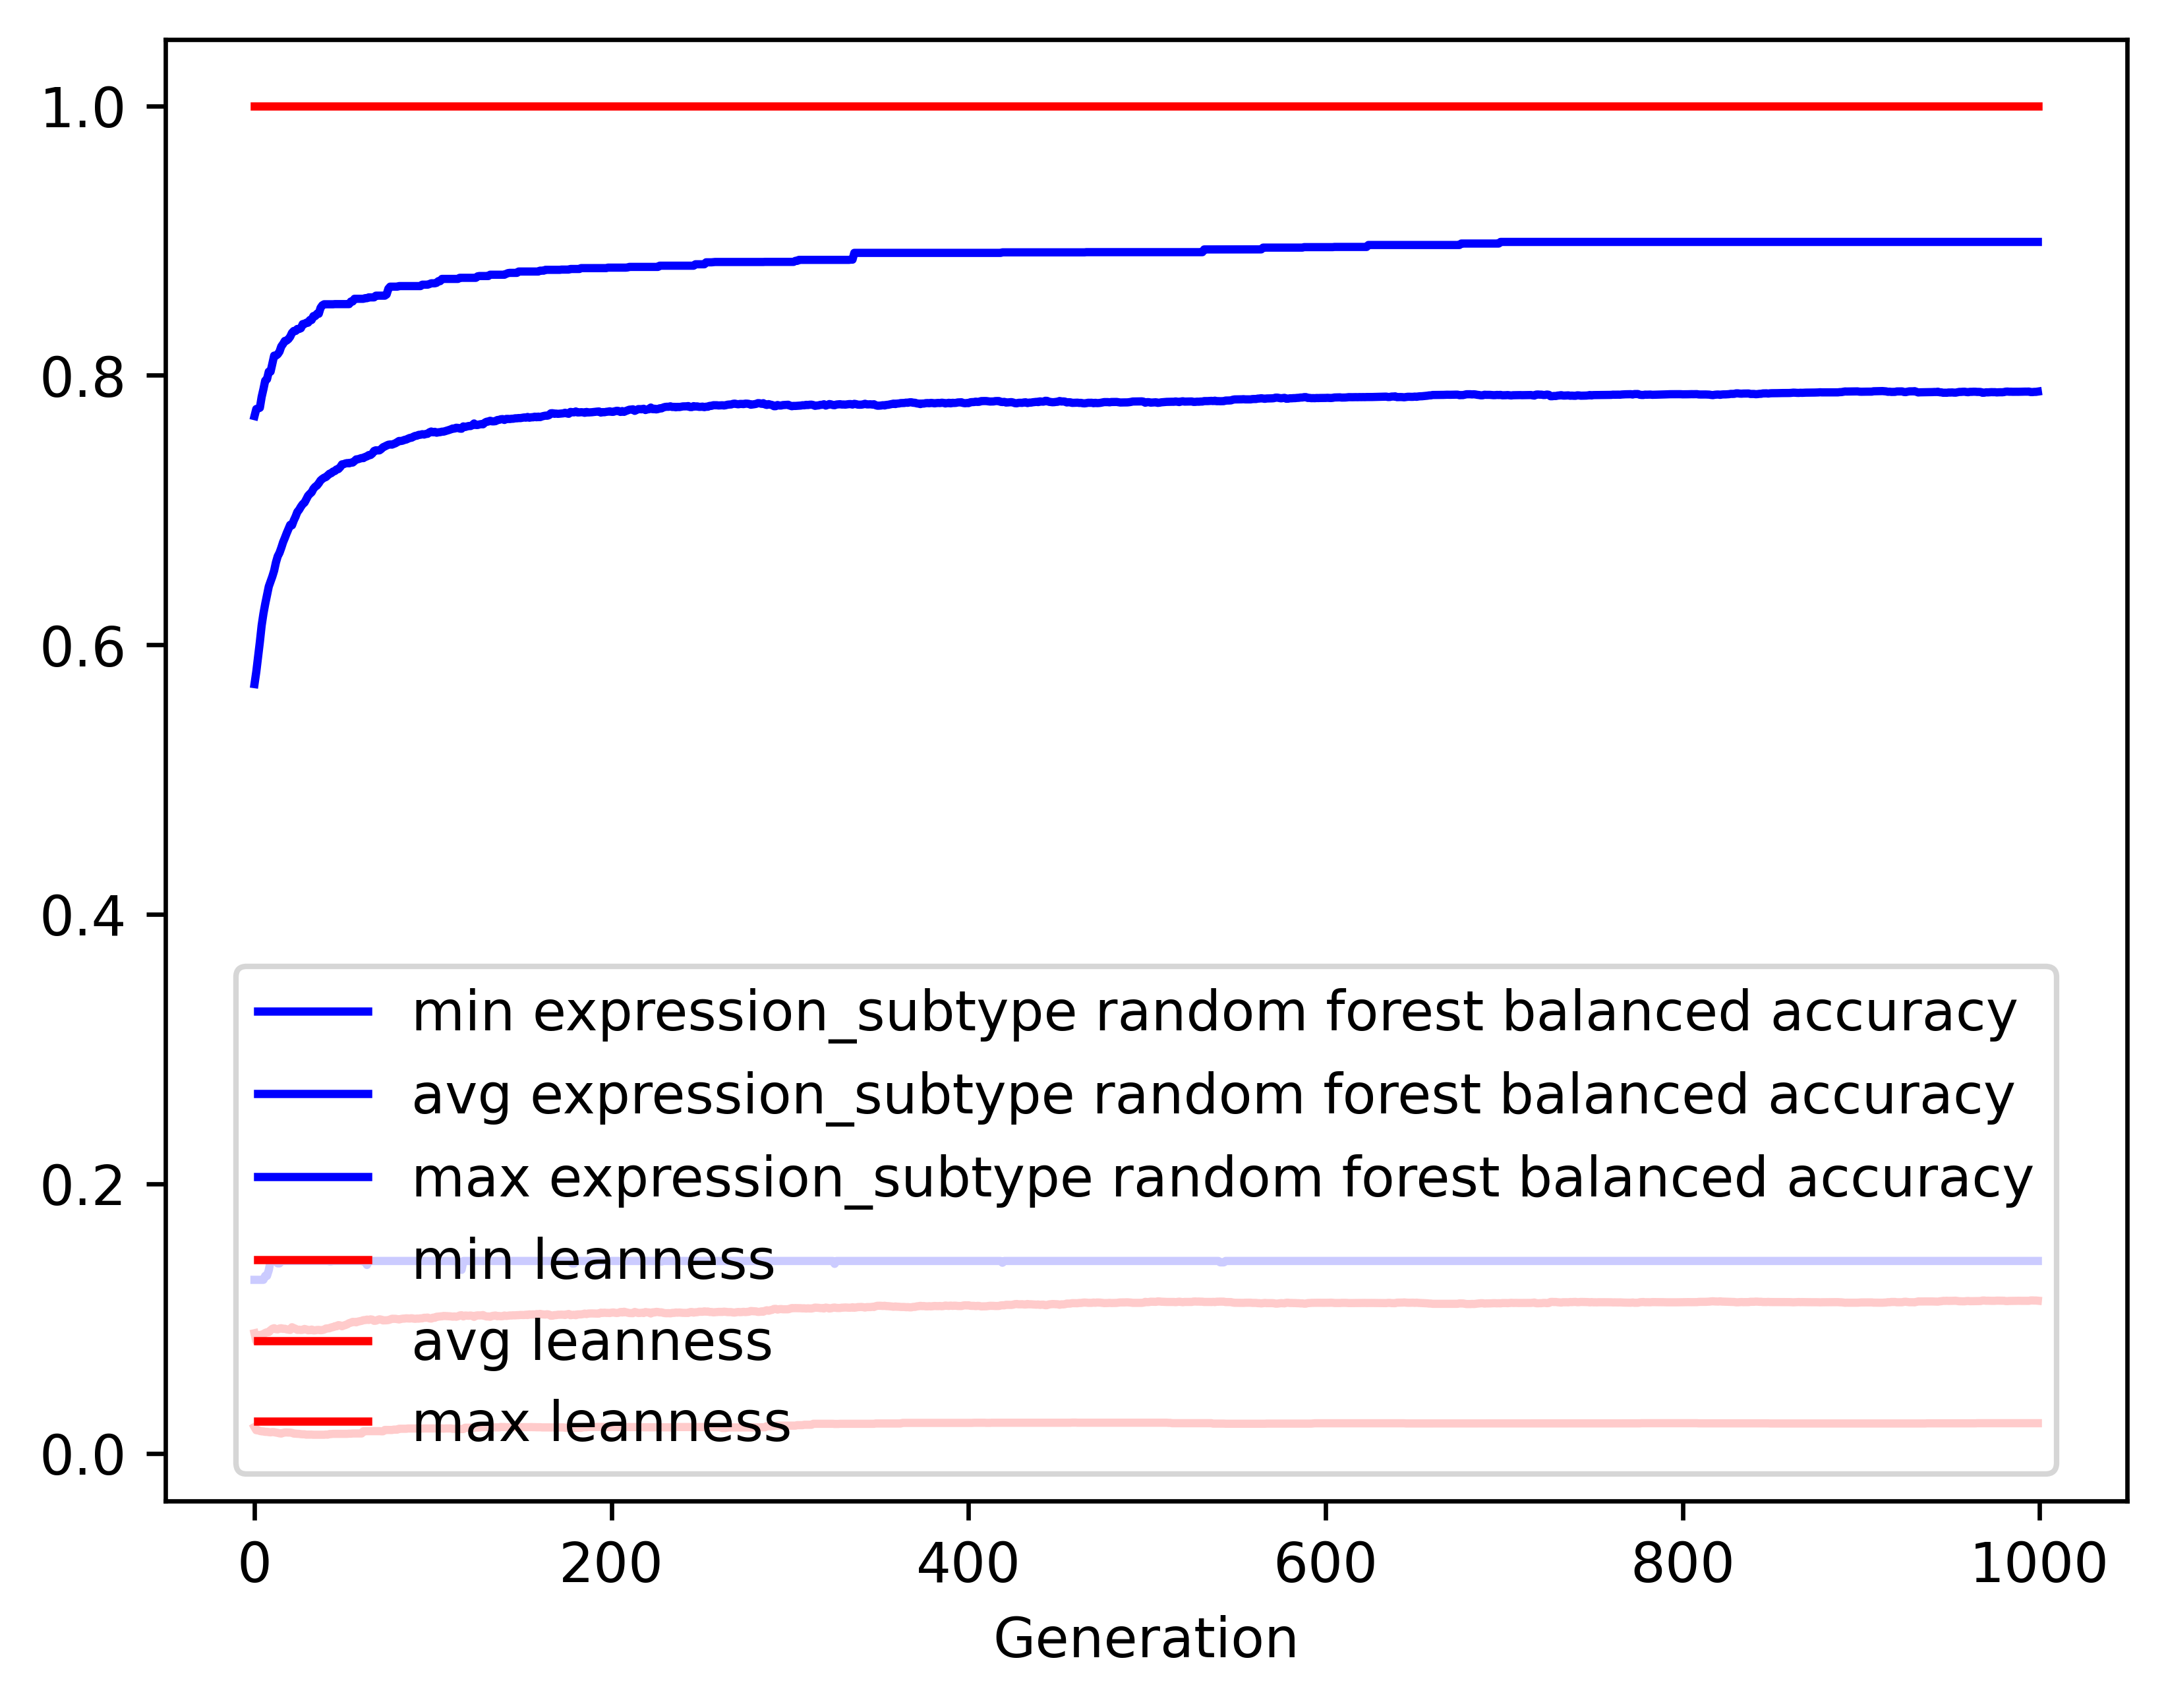 1.0
0.8
0.6
0.4
0.2
0.0
min expression_subtype random forest balanced accuracy
avg expression_subtype random forest balanced accuracy
max expression_subtype random forest balanced accuracy
min leanness
avg leanness
max leanness
0 200 400 600 800 1000
Generation